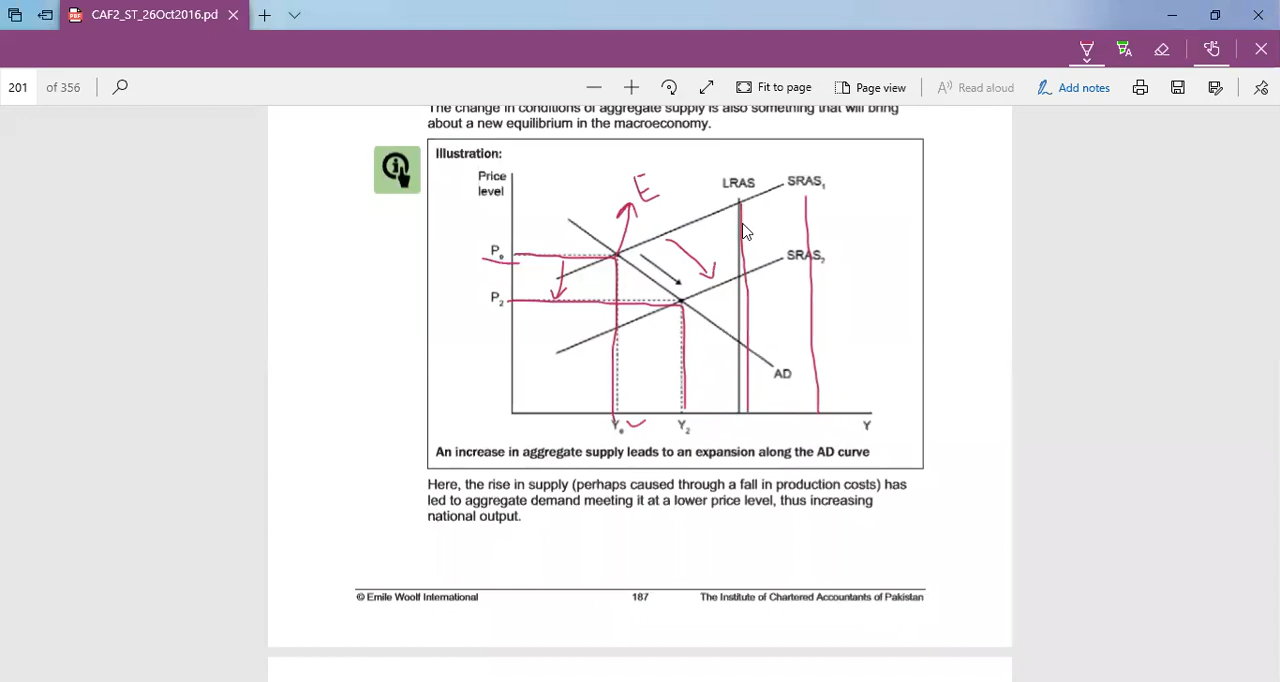 CAF2_ST_26Oct2016.pd
201 of 356
Fit to page
Page view
Read aloud
Add notes
The change in conditions of aggregate supply is also something that will bring
about a new equilibrium in the macroeconomy.
Illustration:
Price
level
E
LRAS
SRAS1
Pe
SRAS2
P2
AD
Ye
Y2
Y
An increase in aggregate supply leads to an expansion along the AD curve
Here, the rise in supply (perhaps caused through a fall in production costs) has
led to aggregate demand meeting it at a lower price level, thus increasing
national output.
© Emile Woolf International
187
The Institute of Chartered Accountants of Pakistan